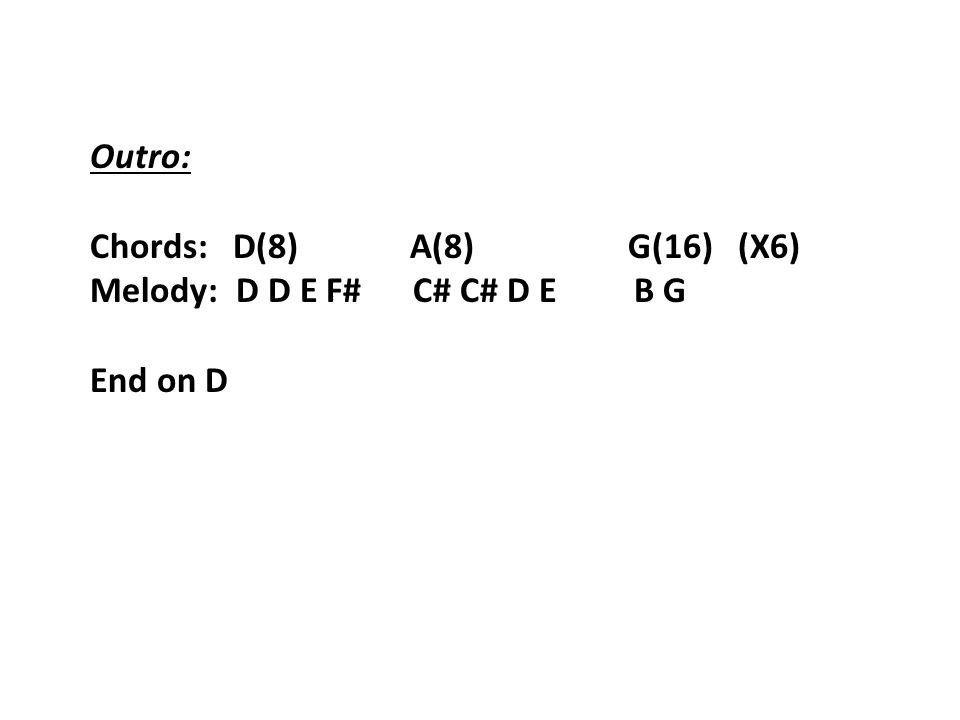 Outro:
Chords: D(8) A(8) G(16) (X6)
Melody: D D E F# C# C# D E B G
End on D